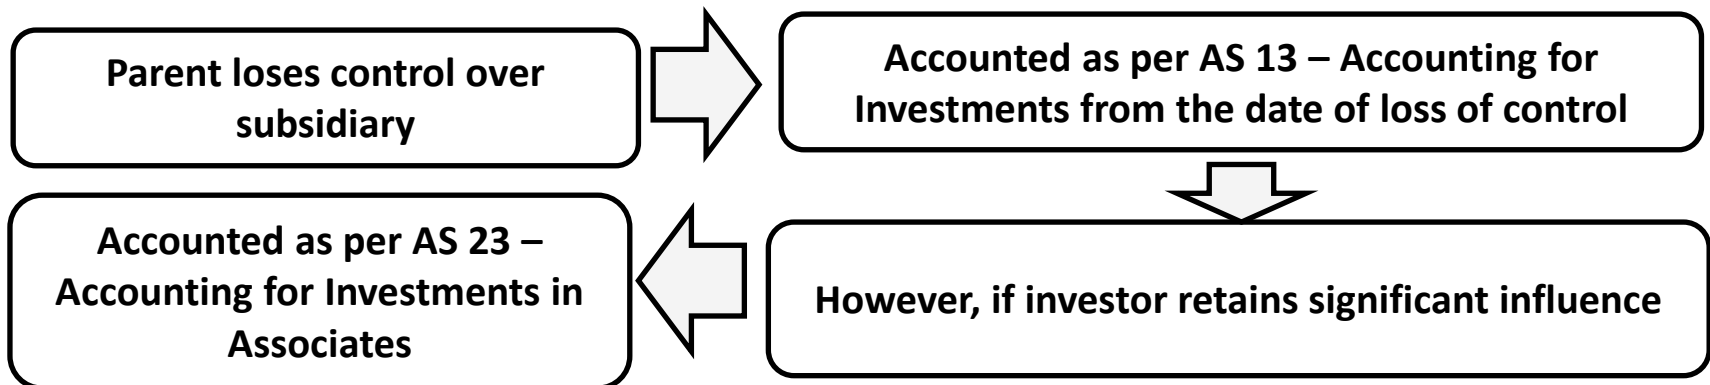 Parent loses control over
subsidiary
Accounted as per AS 13 – Accounting for
Investments from the date of loss of control
However, if investor retains significant influence
Accounted as per AS 23 –
Accounting for Investments in
Associates